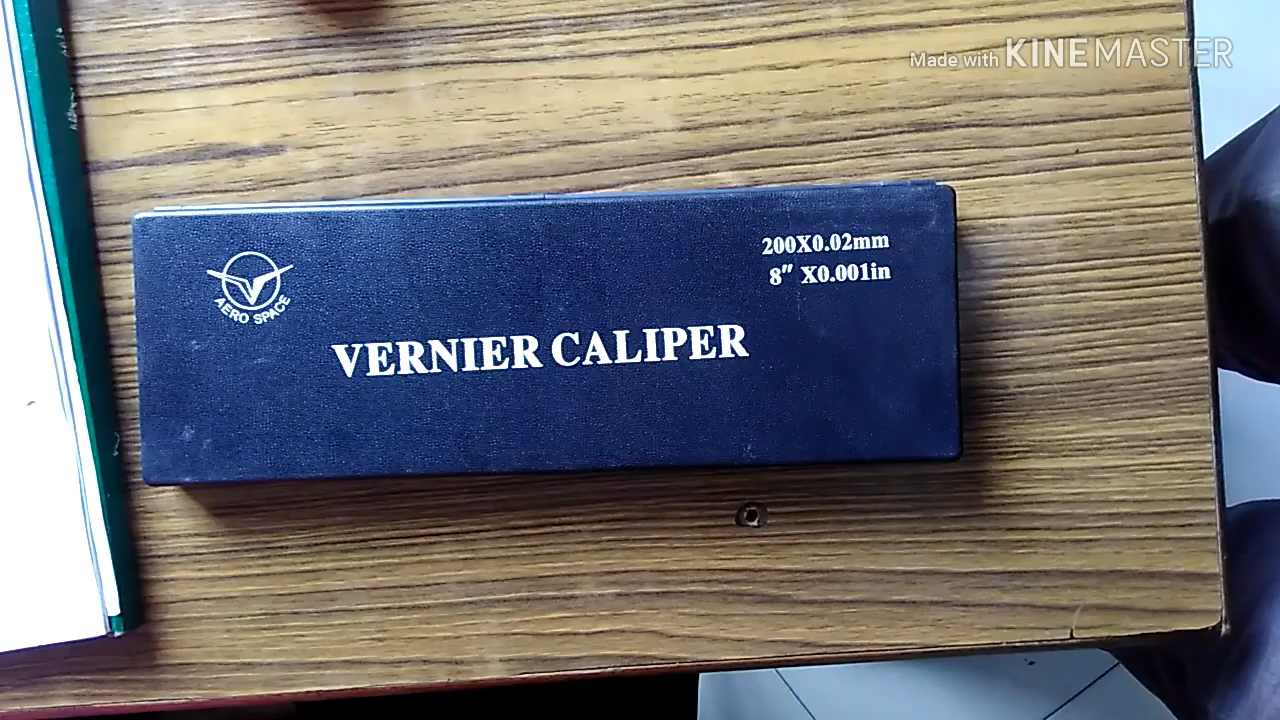 Made with KINEMASTER
AERO SPACE
200X0.02mm
8" X0.001in
VERNIER CALIPER